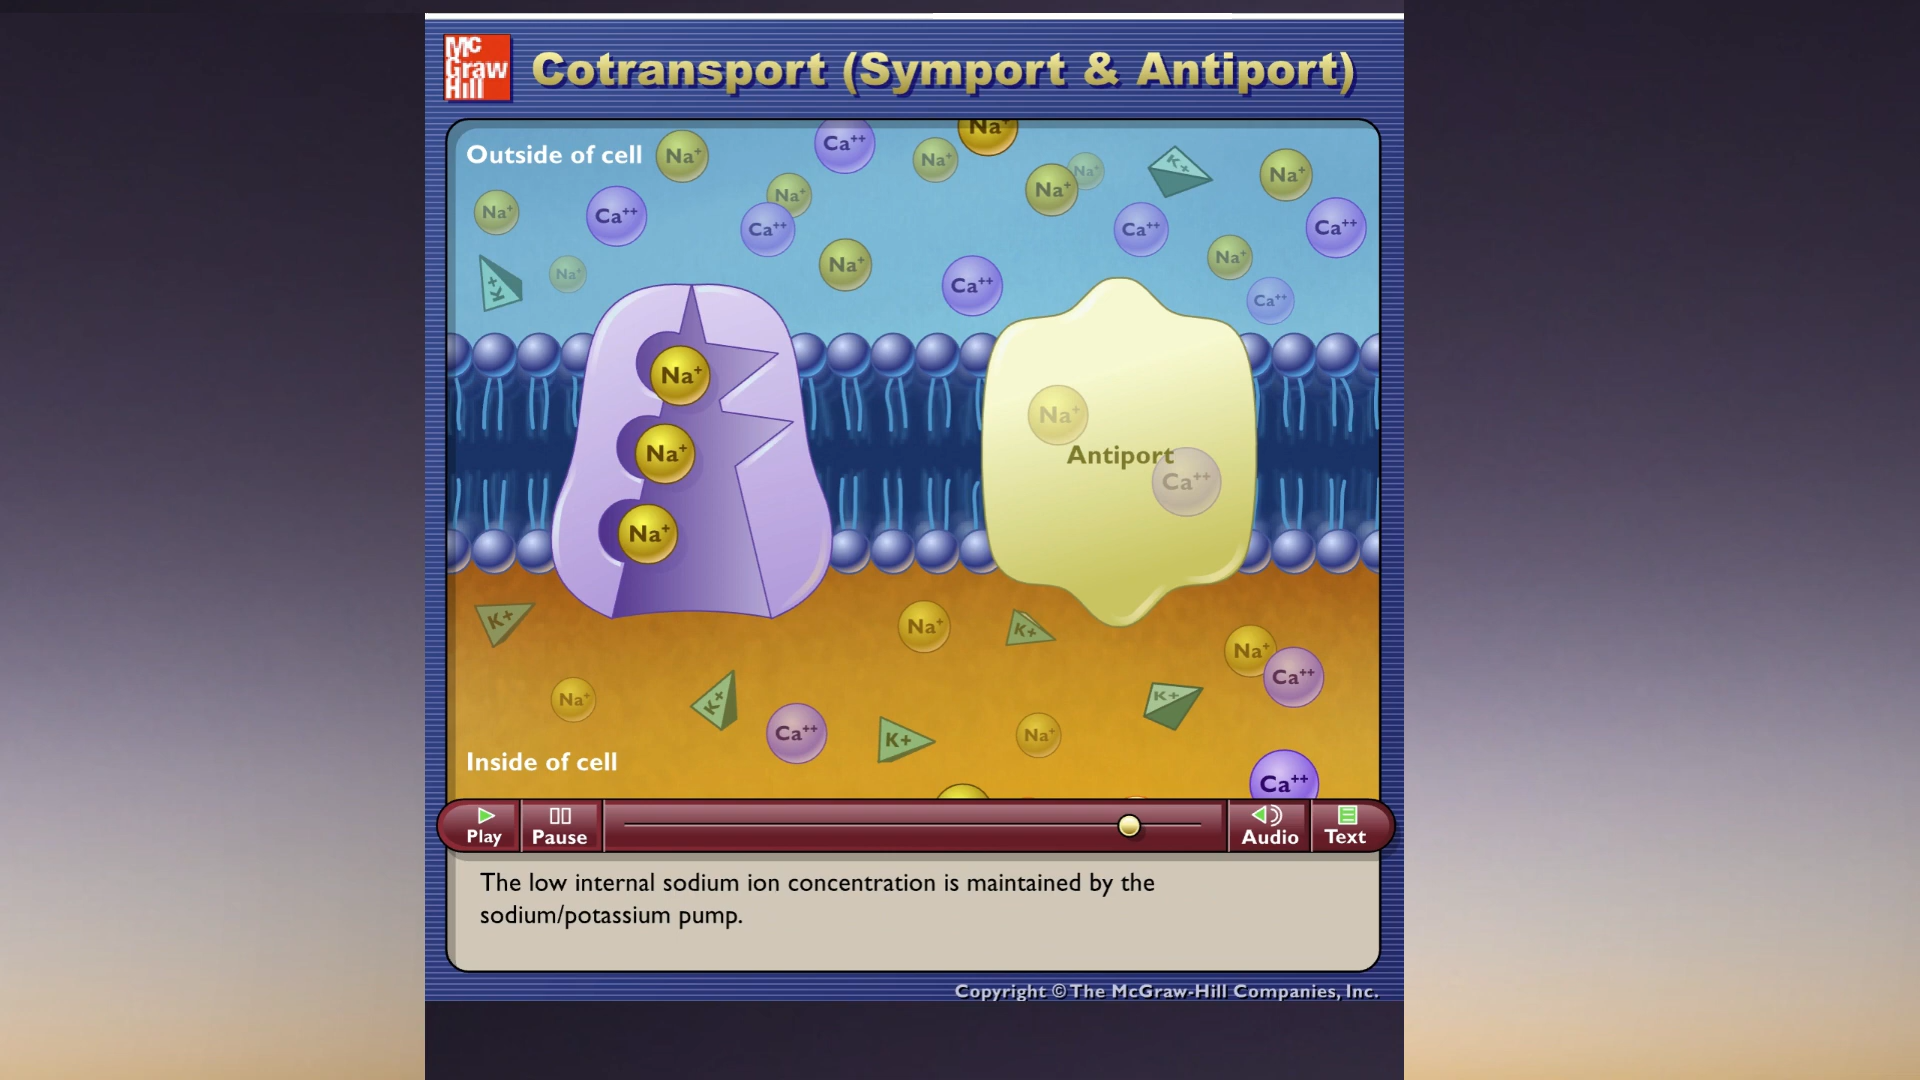 Mc
Graw
Hill
Cotransport (Symport & Antiport)
Outside of cell
Na⁺
Ca⁺⁺
Na⁺
Na⁺
Na⁺
Na⁺
Na⁺
K+
Na⁺
Na⁺
Ca⁺⁺
Ca⁺⁺
Ca⁺⁺
Ca⁺⁺
K+
Na⁺
Na⁺
Ca⁺⁺
Na⁺
Ca⁺⁺
Na⁺
Na⁺
Na⁺
Na⁺
Antiport
Ca⁺⁺
K+
Na⁺
K+
Na⁺
Ca⁺⁺
Na⁺
K+
Ca⁺⁺
K+
Na⁺
K+
Inside of cell
Ca⁺⁺
Play
Pause
Audio
Text
The low internal sodium ion concentration is maintained by the
sodium/potassium pump.
Copyright © The McGraw-Hill Companies, Inc.